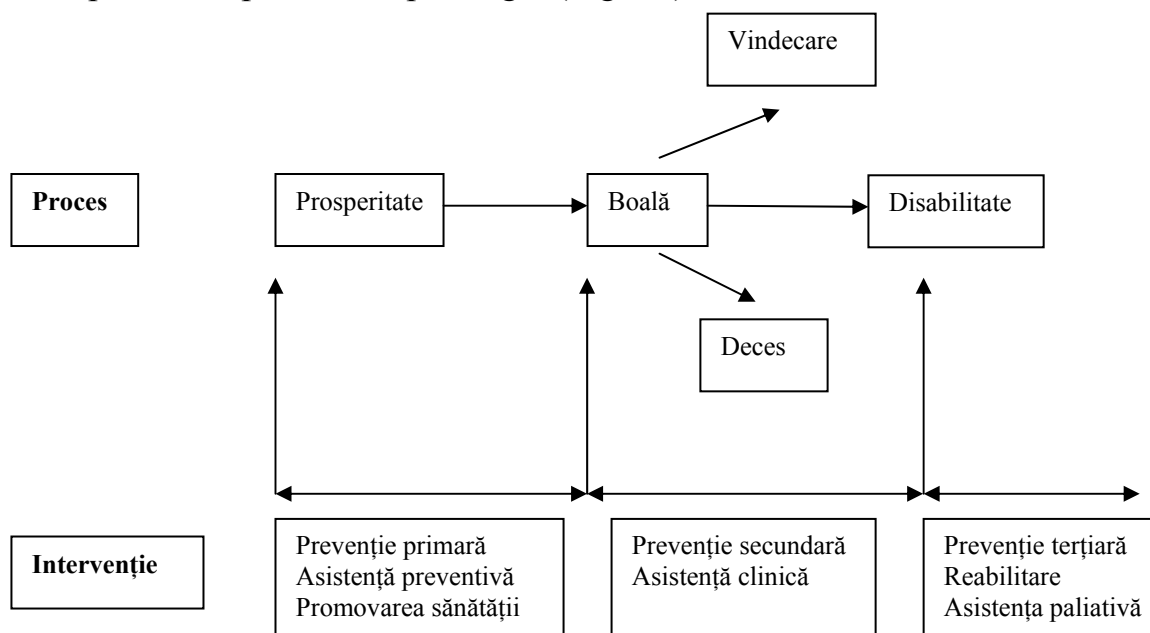 Vindecare
Proces
Prosperitate
Boală
Disabilitate
Deces
Intervenție
Prevenție primară
Asistență preventivă
Promovarea sănătății
Prevenție secundară
Asistență clinică
Prevenție terțiară
Reabilitare
Asistența paliativă